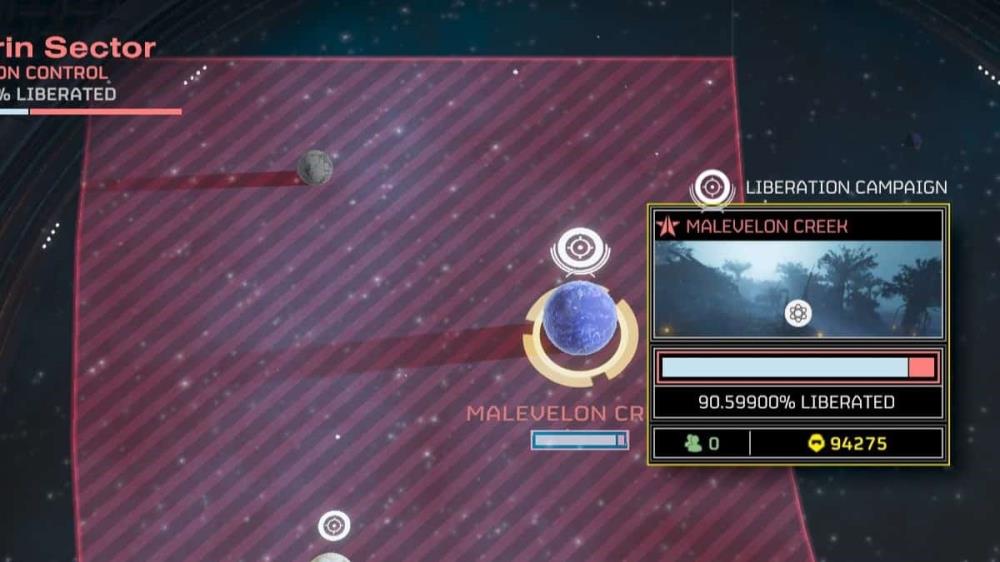 rin Sector
ON CONTROL
% LIBERATED
LIBERATION CAMPAIGN
MALEVELON CREEK
90.59900% LIBERATED
MALEVELON CR
0
94275